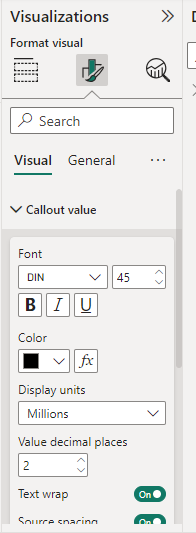 Visualizations
Format visual
Search
Visual General ...
Callout value
Font
DIN 45
B I U
Color
fx
Display units
Millions
Value decimal places
2
Text wrap On
Source spacing On